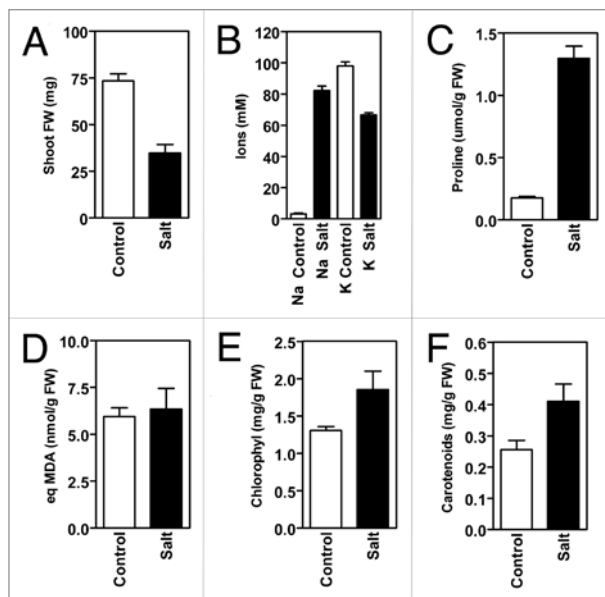 A
Shoot FW (mg)
100
75
50
25
0
Control
Salt
B
Ions (mM)
120
100
80
60
40
20
0
Na Control
Na Salt
K Control
K Salt
C
Proline (umol/g FW)
1.5
1.0
0.5
0.0
Control
Salt
D
eq MDA (nmol/g FW)
10.0
7.5
5.0
2.5
0.0
Control
Salt
E
Chlorophyl (mg/g FW)
2.5
2.0
1.5
1.0
0.5
0.0
Control
Salt
F
Carotenoids (mg/g FW)
0.6
0.5
0.4
0.3
0.2
0.1
0.0
Control
Salt